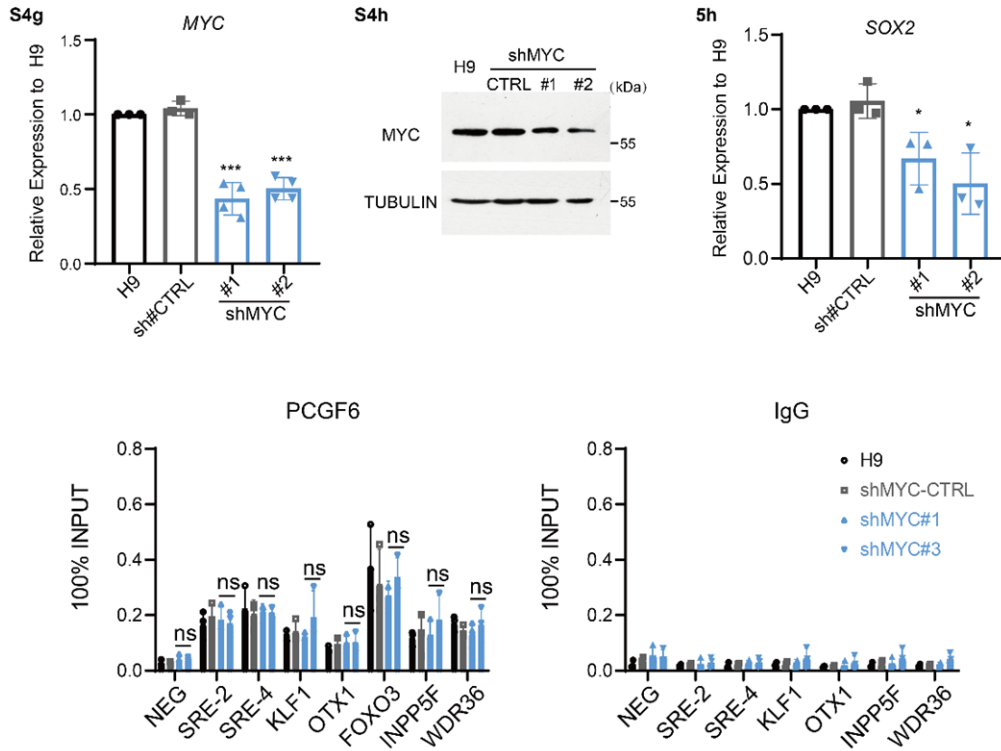 S4g
MYC
Relative Expression to H9
1.5
1.0
0.5
0.0
***
***
H9
sh#CTRL
#1
#2
shMYC
S4h
shMYC
H9
CTRL #1 #2 (kDa)
MYC
55
TUBULIN
55
5h
SOX2
Relative Expression to H9
1.5
1.0
0.5
0.0
*
*
H9
sh#CTRL
#1
#2
shMYC
PCGF6
100% INPUT
0.8
0.6
0.4
0.2
0.0
ns
ns
ns
ns
ns
ns
ns
ns
NEG
SRE-2
SRE-4
KLF1
OTX1
FOXO3
INPP5F
WDR36
IgG
100% INPUT
0.8
0.6
0.4
0.2
0.0
H9
shMYC-CTRL
shMYC#1
shMYC#3
NEG
SRE-2
SRE-4
KLF1
OTX1
INPP5F
WDR36